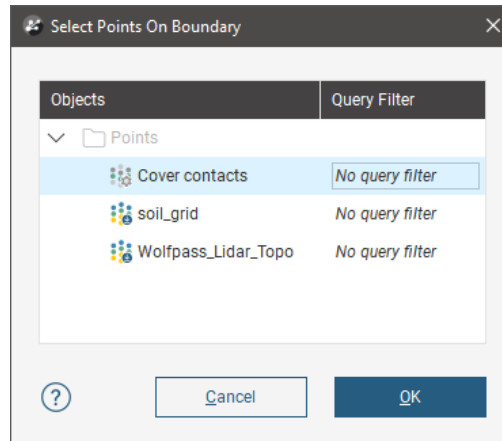 Select Points On Boundary
Objects Query Filter
Points
Cover contacts No query filter
soil_grid No query filter
Wolfpass_Lidar_Topo No query filter
? Cancel OK